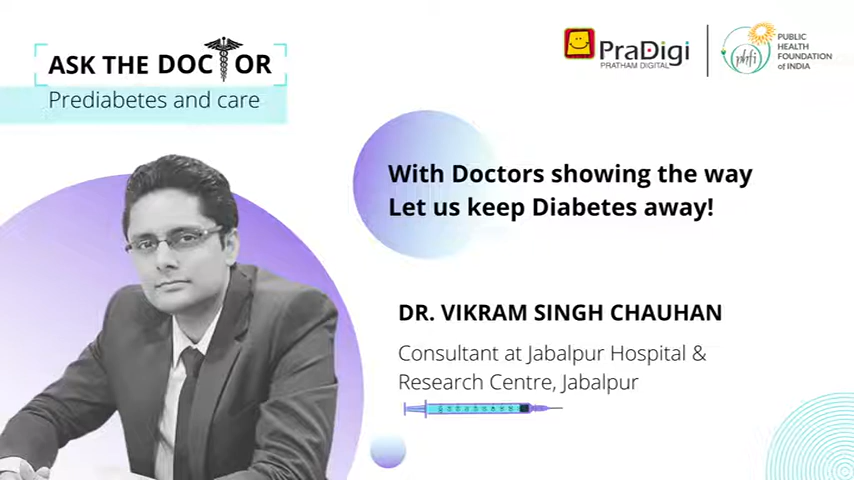 ASK THE DOCTOR
Prediabetes and care
PraDigi
PRATHAM DIGITAL
phfi
PUBLIC
HEALTH
FOUNDATION
of INDIA
With Doctors showing the way
Let us keep Diabetes away!
DR. VIKRAM SINGH CHAUHAN
Consultant at Jabalpur Hospital &
Research Centre, Jabalpur